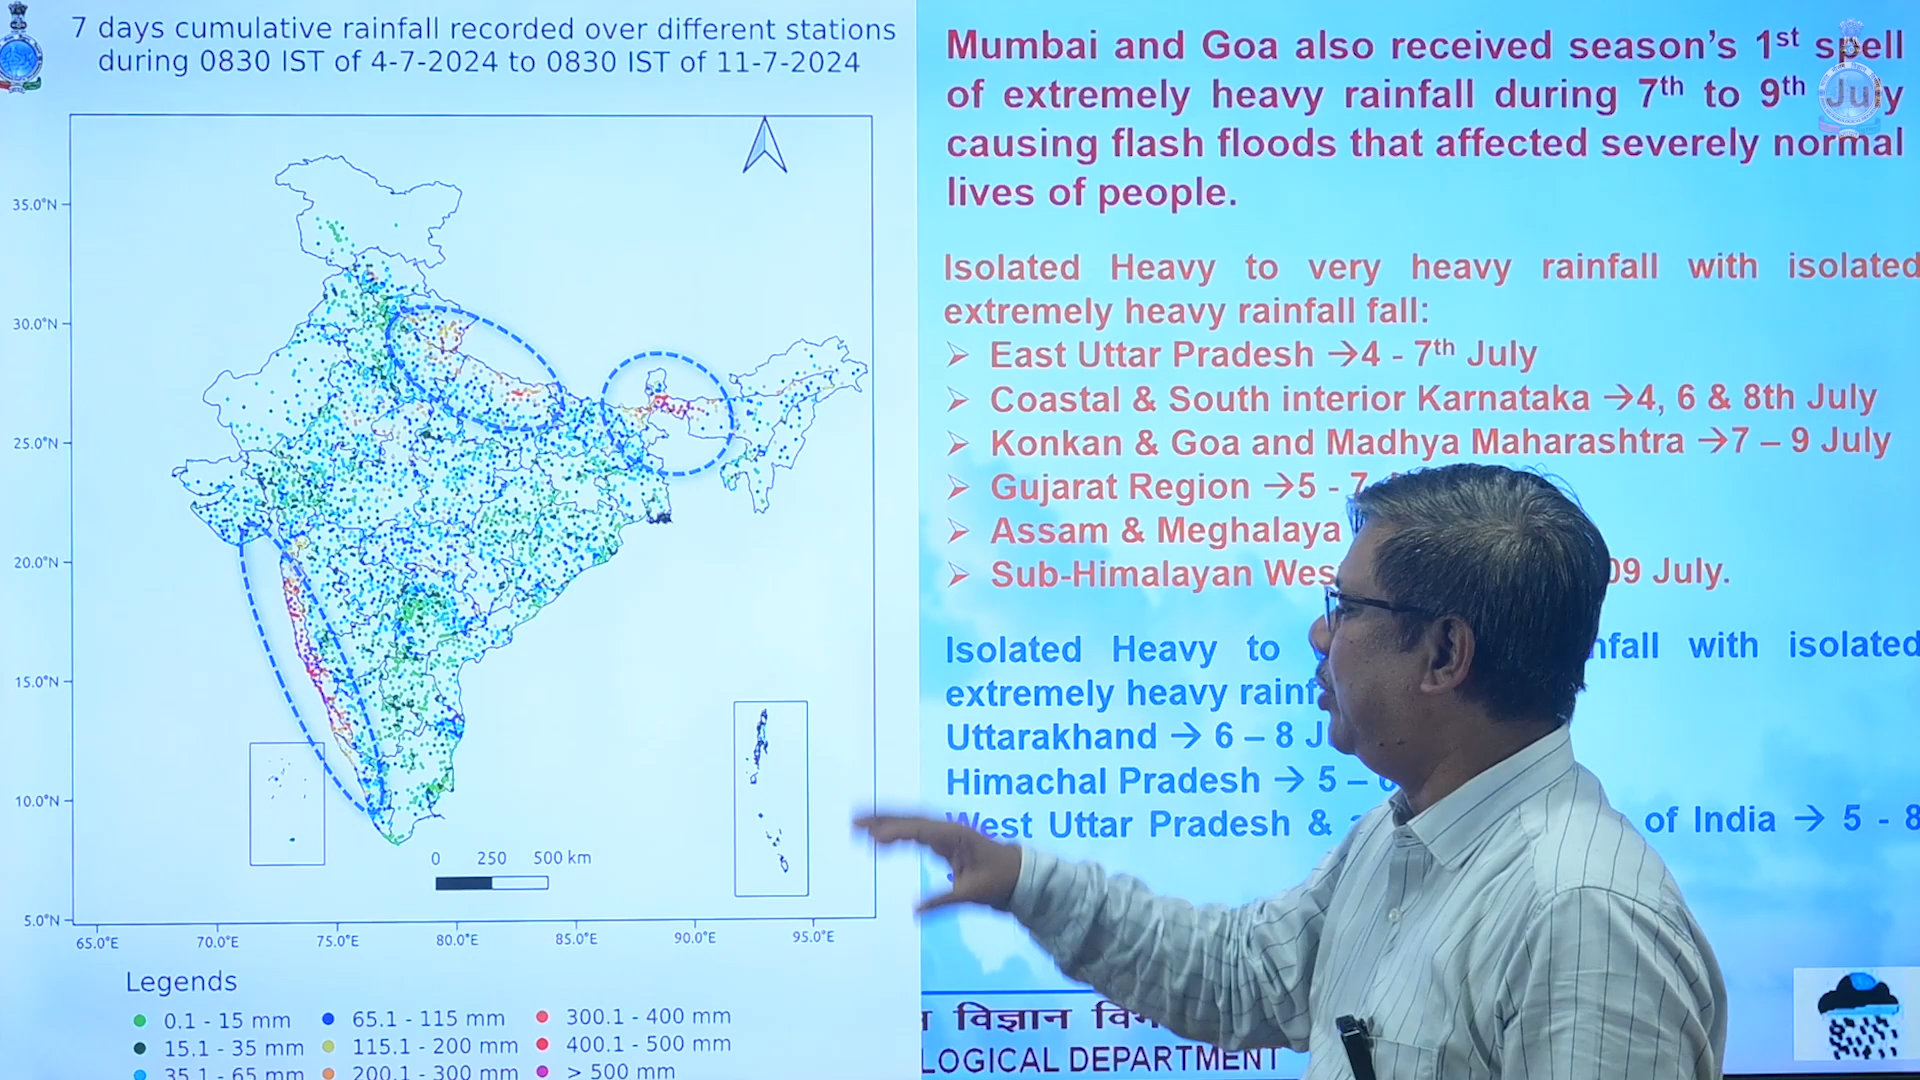 7 days cumulative rainfall recorded over different stations
during 0830 IST of 4-7-2024 to 0830 IST of 11-7-2024
35.0°N
30.0°N
25.0°N
20.0°N
15.0°N
10.0°N
5.0°N
65.0°E 70.0°E 75.0°E 80.0°E 85.0°E 90.0°E 95.0°E
0 250 500 km
Legends
0.1 - 15 mm 65.1 - 115 mm 300.1 - 400 mm
15.1 - 35 mm 115.1 - 200 mm 400.1 - 500 mm
35.1 - 65 mm 200.1 - 300 mm > 500 mm
Mumbai and Goa also received season's 1st spell
of extremely heavy rainfall during 7th to 9th July
causing flash floods that affected severely normal
lives of people.
Isolated Heavy to very heavy rainfall with isolated
extremely heavy rainfall fall:
➢ East Uttar Pradesh →4 - 7th July
➢ Coastal & South interior Karnataka →4, 6 & 8th July
➢ Konkan & Goa and Madhya Maharashtra →7 – 9 July
➢ Gujarat Region →5 - 7
➢ Assam & Meghalaya
➢ Sub-Himalayan Wes 09 July.
Isolated Heavy to nfall with isolated
extremely heavy rainf
Uttarakhand → 6 – 8 J
Himachal Pradesh → 5 –
West Uttar Pradesh & of India → 5 - 8
विज्ञान वि
LOGICAL DEPARTMENT